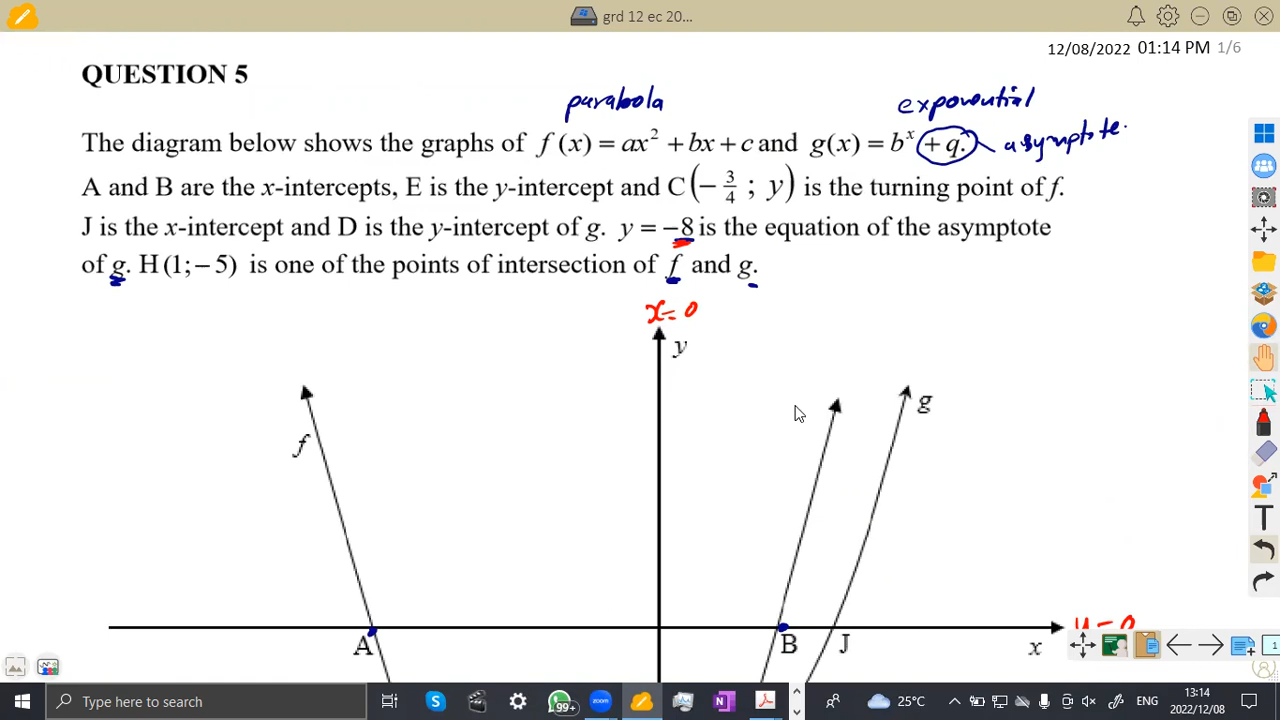 grd 12 ec 20...
12/08/2022 01:14 PM 1/6
QUESTION 5
parabola
exponential
The diagram below shows the graphs of f(x) = ax² + bx + c and g(x) = bˣ + q.
asymptote.
A and B are the x-intercepts, E is the y-intercept and C(−3/4 ; y) is the turning point of f.
J is the x-intercept and D is the y-intercept of g. y = −8 is the equation of the asymptote
of g. H(1;−5) is one of the points of intersection of f and g.
x=0
y
g
f
y=0
A
B
J
x
T
1
Type here to search
99+
zoom
25°C
ENG
13:14
2022/12/08